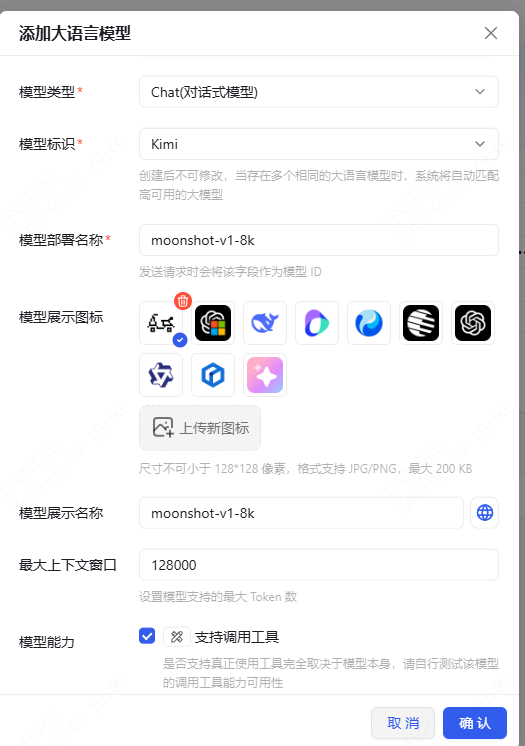 添加大语言模型
模型类型*
Chat(对话式模型)
模型标识*
Kimi
创建后不可修改，当存在多个相同的大语言模型时，系统将自动匹配
高可用的大模型
模型部署名称*
moonshot-v1-8k
发送请求时会将该字段作为模型 ID
模型展示图标
上传新图标
尺寸不可小于 128*128 像素，格式支持 JPG/PNG，最大 200 KB
模型展示名称
moonshot-v1-8k
最大上下文窗口
128000
设置模型支持的最大 Token 数
模型能力
支持调用工具
是否支持真正使用工具完全取决于模型本身，请自行测试该模型
的调用工具能力可用性
取 消
确 认